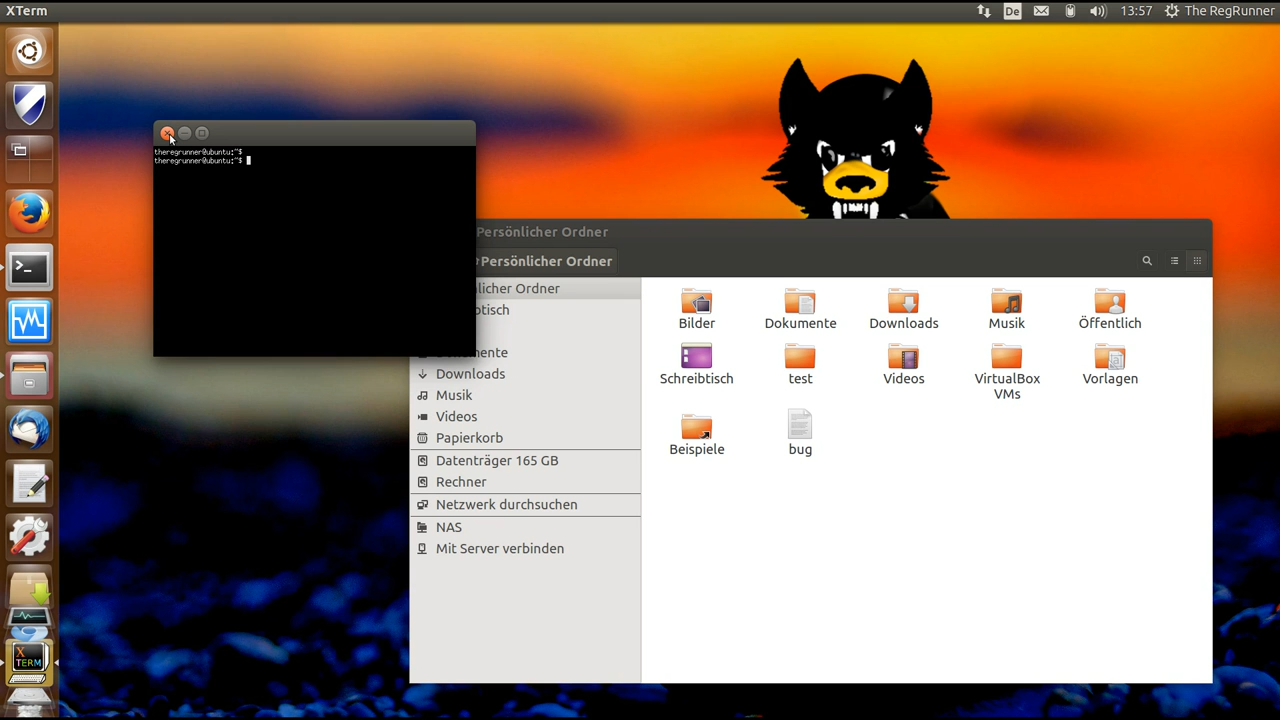 XTerm
De
13:57
The RegRunner
theregrunner@ubuntu:~$
theregrunner@ubuntu:~$
Persönlicher Ordner
Persönlicher Ordner
licher Ordner
tisch
Dokumente
Downloads
Musik
Videos
Papierkorb
Datenträger 165 GB
Rechner
Netzwerk durchsuchen
NAS
Mit Server verbinden
Bilder
Dokumente
Downloads
Musik
Öffentlich
Schreibtisch
test
Videos
VirtualBox
VMs
Vorlagen
Beispiele
bug
X
TERM